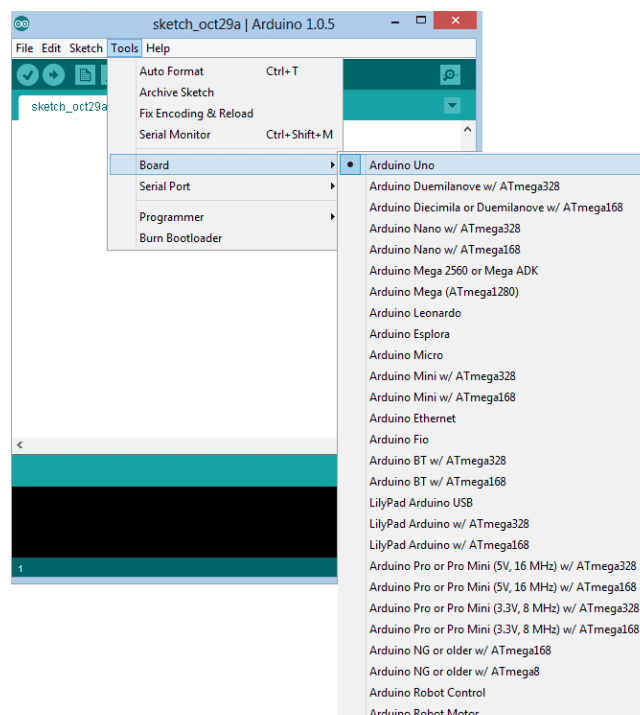 sketch_oct29a | Arduino 1.0.5
File Edit Sketch Tools Help
sketch_oct29a
Auto Format Ctrl+T
Archive Sketch
Fix Encoding & Reload
Serial Monitor Ctrl+Shift+M
Board
Serial Port
Programmer
Burn Bootloader
Arduino Uno
Arduino Duemilanove w/ ATmega328
Arduino Diecimila or Duemilanove w/ ATmega168
Arduino Nano w/ ATmega328
Arduino Nano w/ ATmega168
Arduino Mega 2560 or Mega ADK
Arduino Mega (ATmega1280)
Arduino Leonardo
Arduino Esplora
Arduino Micro
Arduino Mini w/ ATmega328
Arduino Mini w/ ATmega168
Arduino Ethernet
Arduino Fio
Arduino BT w/ ATmega328
Arduino BT w/ ATmega168
LilyPad Arduino USB
LilyPad Arduino w/ ATmega328
LilyPad Arduino w/ ATmega168
Arduino Pro or Pro Mini (5V, 16 MHz) w/ ATmega328
Arduino Pro or Pro Mini (5V, 16 MHz) w/ ATmega168
Arduino Pro or Pro Mini (3.3V, 8 MHz) w/ ATmega328
Arduino Pro or Pro Mini (3.3V, 8 MHz) w/ ATmega168
Arduino NG or older w/ ATmega168
Arduino NG or older w/ ATmega8
Arduino Robot Control
Arduino Robot Motor
1